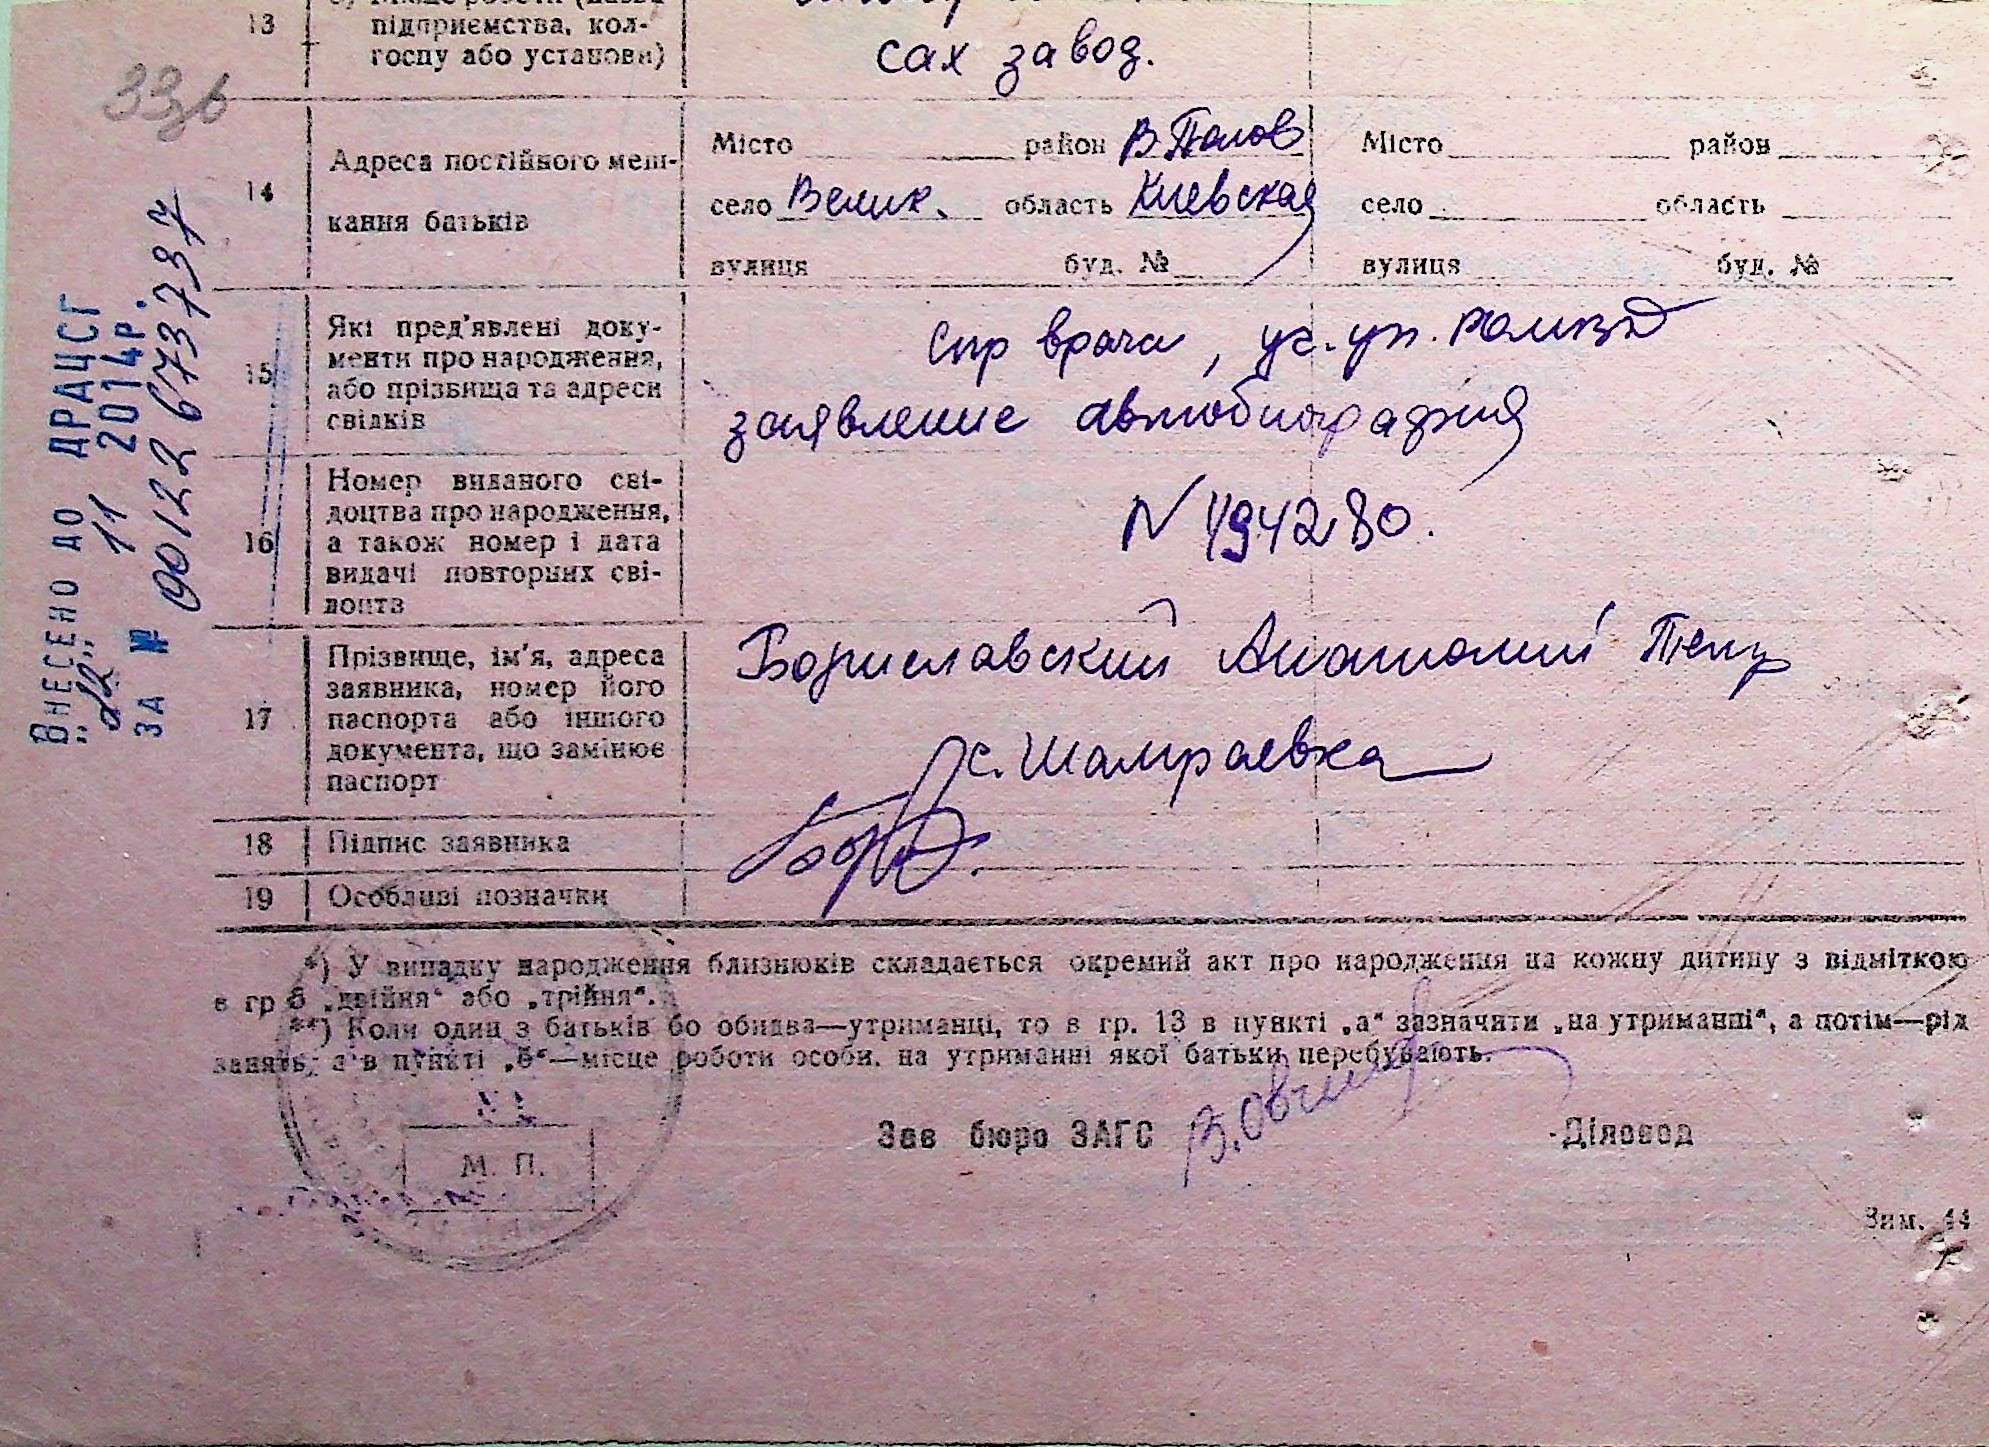 13
підприємства, кол-
госпу або установи)
сах завод.
14
Адреса постійного меш-
кання батьків
Місто район В Полов
село Велик. область Киевская
вулиця буд. №
Місто район
село область
вулиця буд. №
15
Які пред'явлені доку-
менти про народження,
або прізвища та адреси
свідків
Спр врача,
заявление автобиография
16
Номер виданого сві-
доцтва про народження,
а також номер і дата
видачі повторних сві-
доцтв
N 494280.
17
Прізвище, ім'я, адреса
заявника, номер його
паспорта або іншого
документа, що замінює
паспорт
Бориславский Анатолий Петр
с. Шамраевка
18
Підпис заявника
19
Особливі позначки
*) У випадку народження близнюків складається окремий акт про народження на кожну дитину з відміткою
в гр 6 „двійня“ або „трійня“.
**) Коли один з батьків бо обидва—утриманці, то в гр. 13 в пункті „а“ зазначити „на утриманні“, а потім—рід
занять, а в пункті „б“—місце роботи особи, на утриманні якої батьки перебувають.
Зав бюро ЗАГС
Діловод
М. П.
Зим. 44
ВНЕСЕНО ДО ДРАЦСГ
„22„ 11 2014р.
ЗА № 00122673737